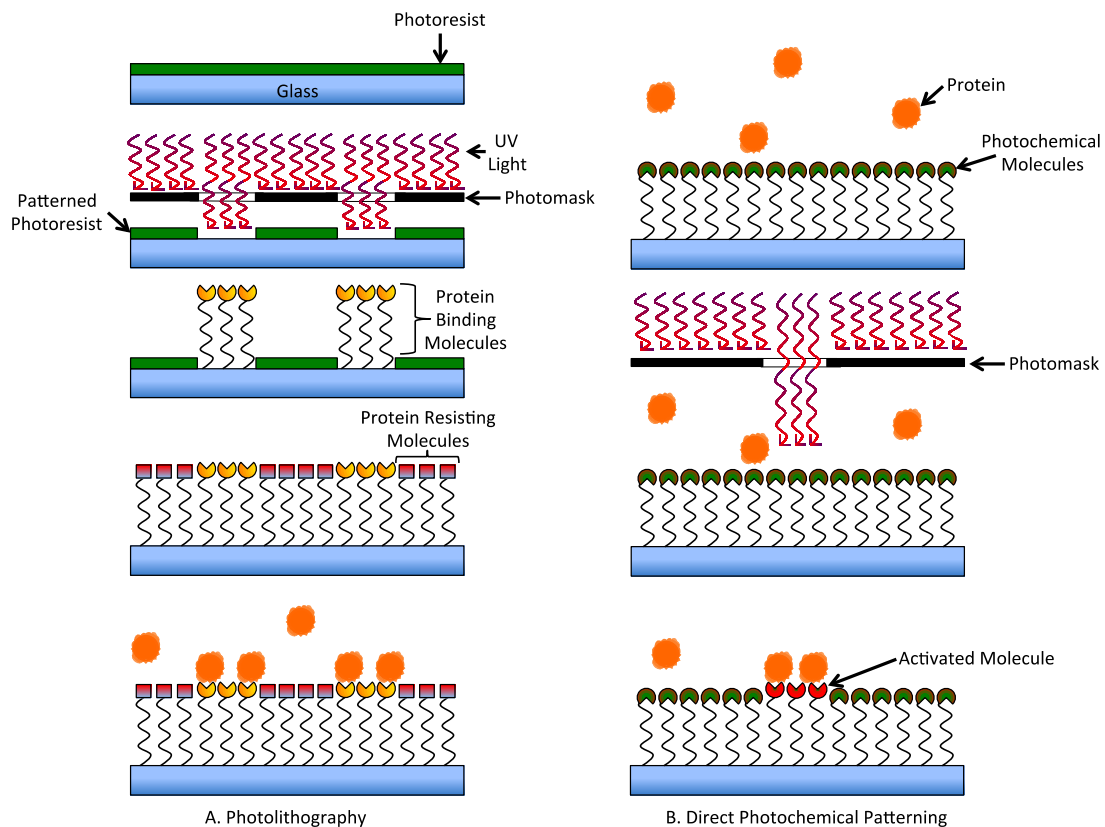 Photoresist
Glass
UV
Light
Photomask
Patterned
Photoresist
Protein
Binding
Molecules
Protein Resisting
Molecules
A. Photolithography
Protein
Photochemical
Molecules
Photomask
Activated Molecule
B. Direct Photochemical Patterning